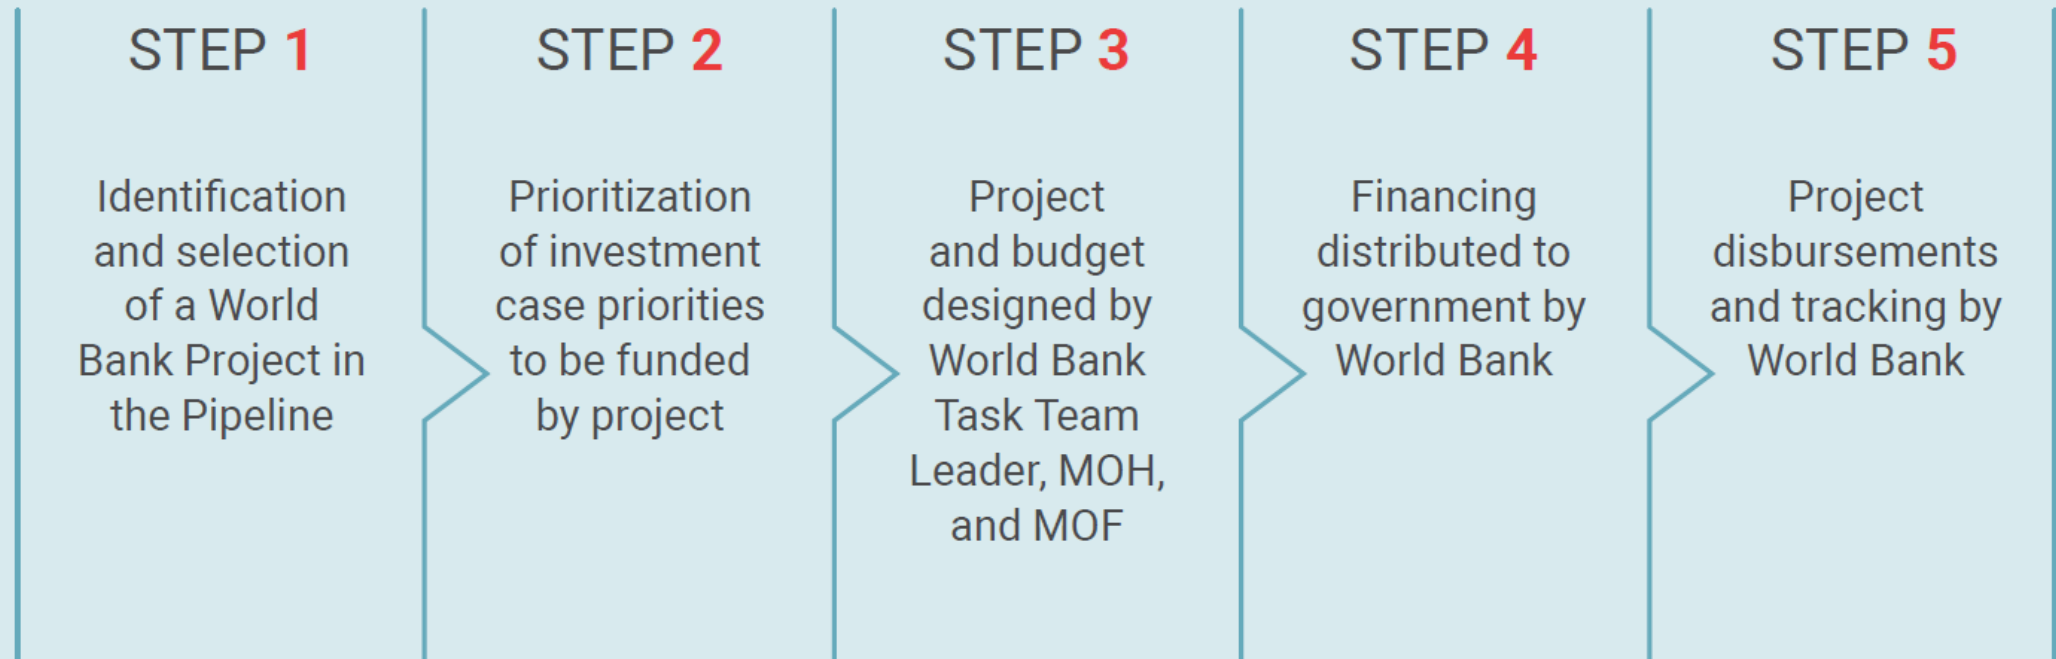 STEP 1
Identification
and selection
of a World
Bank Project in
the Pipeline
STEP 2
Prioritization
of investment
case priorities
to be funded
by project
STEP 3
Project
and budget
designed by
World Bank
Task Team
Leader, MOH,
and MOF
STEP 4
Financing
distributed to
government by
World Bank
STEP 5
Project
disbursements
and tracking by
World Bank